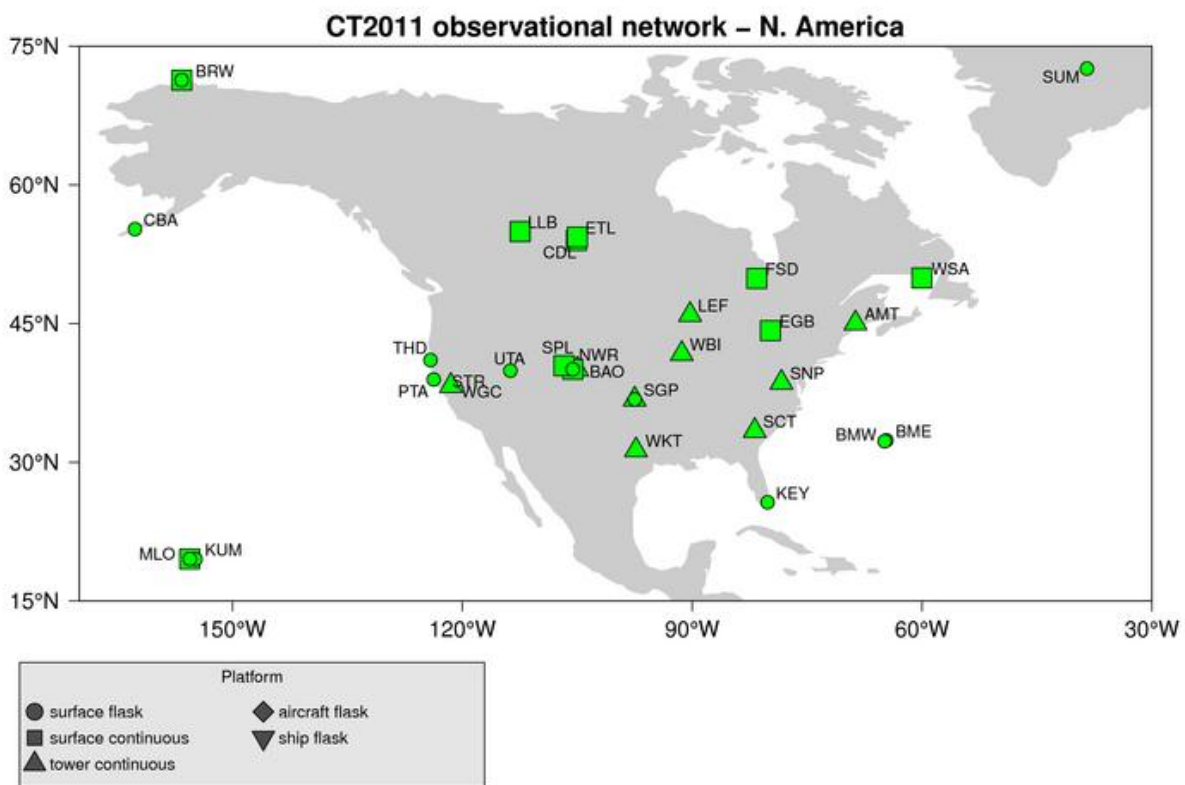 CT2011 observational network – N. America
75°N
BRW
SUM
60°N
CBA
LLB
ETL
CDL
FSD
WSA
45°N
LEF
AMT
EGB
WBI
THD
UTA
SPL
NWR
BAO
SNP
PTA
STR
WGC
SGP
SCT
BMW
BME
WKT
30°N
KEY
MLO
KUM
15°N
150°W
120°W
90°W
60°W
30°W
Platform
surface flask
aircraft flask
surface continuous
ship flask
tower continuous